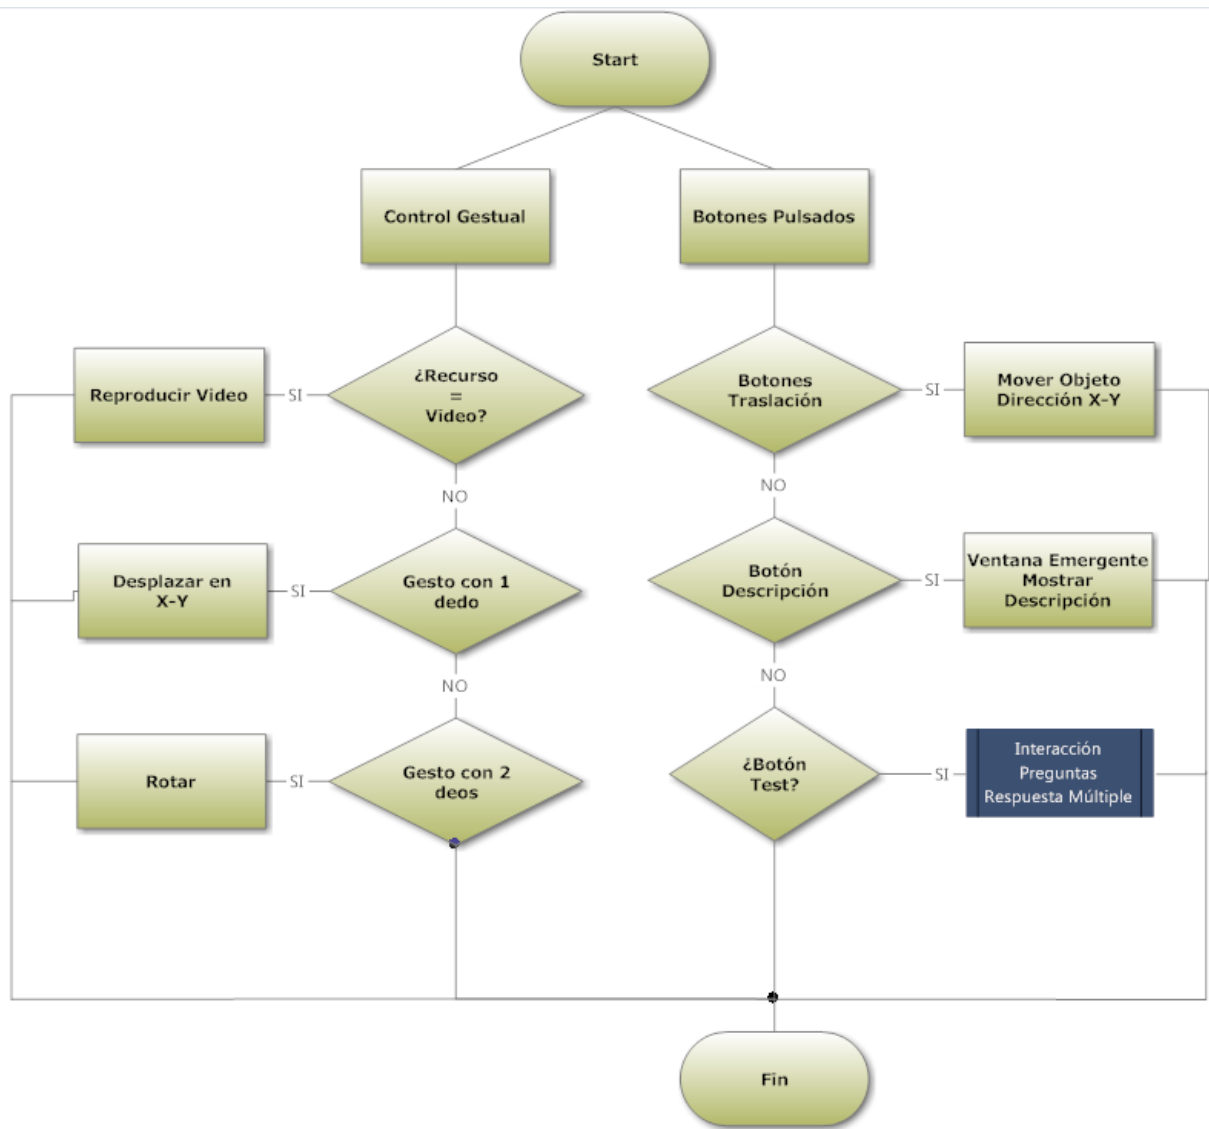 Start
Control Gestual
Botones Pulsados
¿Recurso
=
Video?
SI
Reproducir Video
NO
Gesto con 1
dedo
SI
Desplazar en
X-Y
NO
Gesto con 2
deos
SI
Rotar
Botones
Traslación
SI
Mover Objeto
Dirección X-Y
NO
Botón
Descripción
SI
Ventana Emergente
Mostrar
Descripción
NO
¿Botón
Test?
SI
Interacción
Preguntas
Respuesta Múltiple
Fin